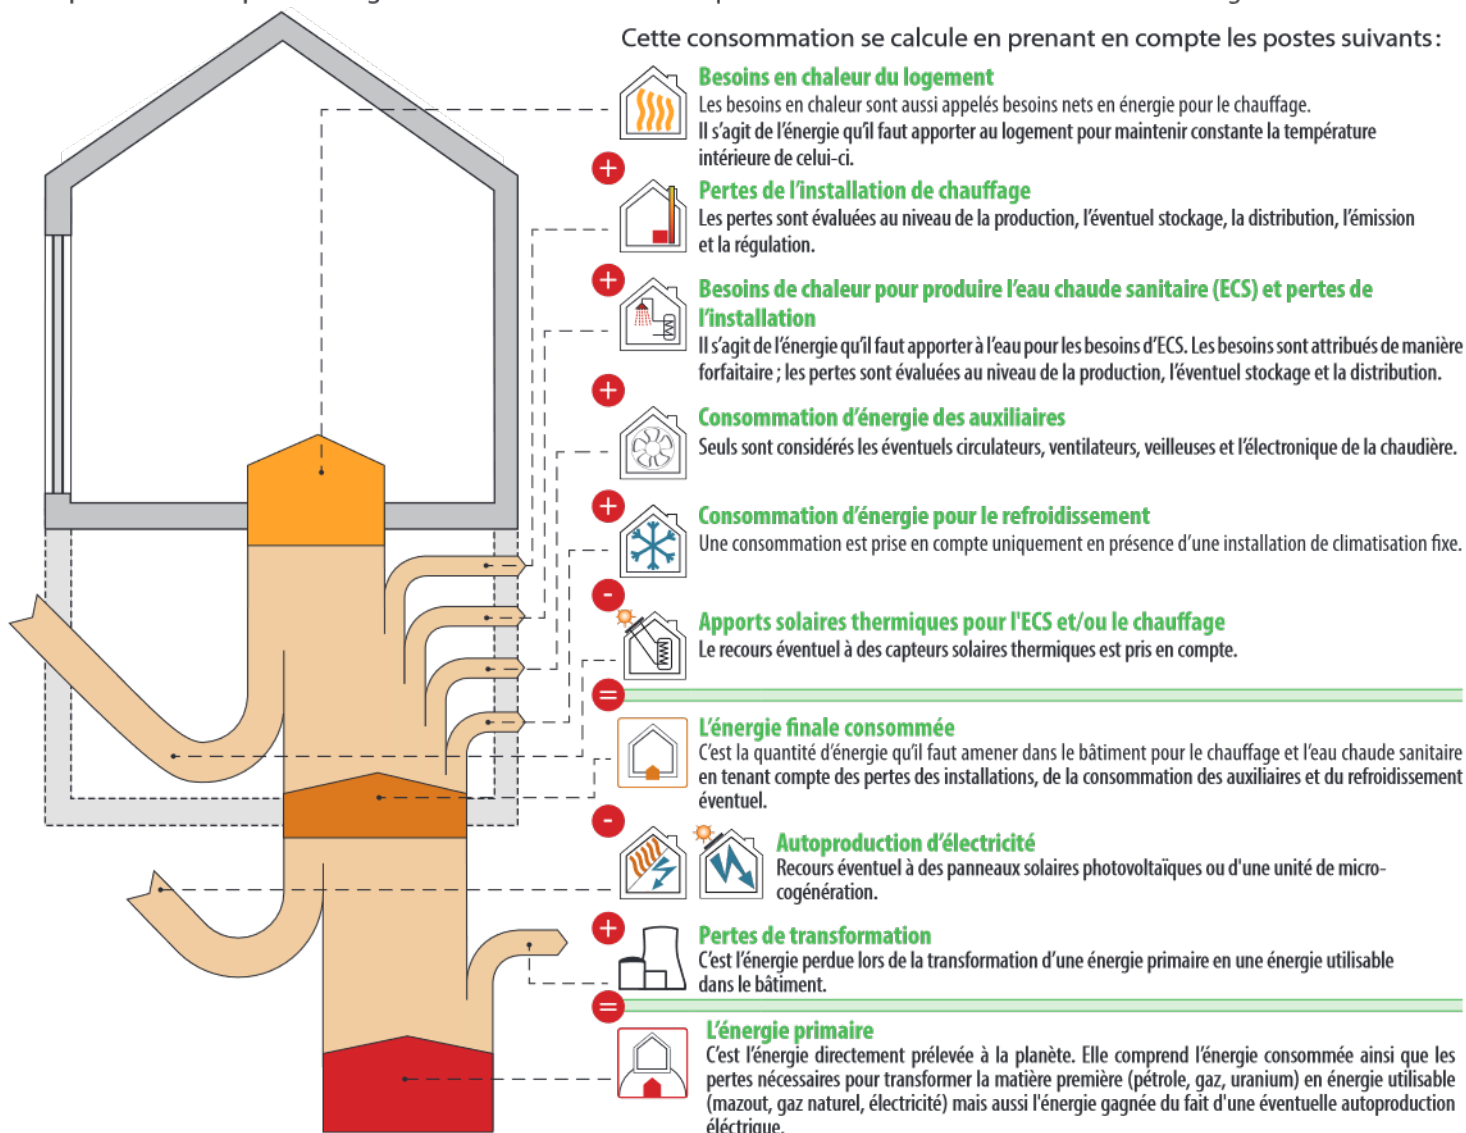 Cette consommation se calcule en prenant en compte les postes suivants :
Besoins en chaleur du logement
Les besoins en chaleur sont aussi appelés besoins nets en énergie pour le chauffage.
Il s'agit de l'énergie qu'il faut apporter au logement pour maintenir constante la température
intérieure de celui-ci.
+
Pertes de l'installation de chauffage
Les pertes sont évaluées au niveau de la production, l'éventuel stockage, la distribution, l'émission
et la régulation.
+
Besoins de chaleur pour produire l'eau chaude sanitaire (ECS) et pertes de
l'installation
Il s'agit de l'énergie qu'il faut apporter à l'eau pour les besoins d'ECS. Les besoins sont attribués de manière
forfaitaire ; les pertes sont évaluées au niveau de la production, l'éventuel stockage et la distribution.
+
Consommation d'énergie des auxiliaires
Seuls sont considérés les éventuels circulateurs, ventilateurs, veilleuses et l'électronique de la chaudière.
+
Consommation d'énergie pour le refroidissement
Une consommation est prise en compte uniquement en présence d'une installation de climatisation fixe.
-
Apports solaires thermiques pour l'ECS et/ou le chauffage
Le recours éventuel à des capteurs solaires thermiques est pris en compte.
=
L'énergie finale consommée
C'est la quantité d'énergie qu'il faut amener dans le bâtiment pour le chauffage et l'eau chaude sanitaire
en tenant compte des pertes des installations, de la consommation des auxiliaires et du refroidissement
éventuel.
-
Autoproduction d'électricité
Recours éventuel à des panneaux solaires photovoltaïques ou d'une unité de micro-
cogénération.
+
Pertes de transformation
C'est l'énergie perdue lors de la transformation d'une énergie primaire en une énergie utilisable
dans le bâtiment.
=
L'énergie primaire
C'est l'énergie directement prélevée à la planète. Elle comprend l'énergie consommée ainsi que les
pertes nécessaires pour transformer la matière première (pétrole, gaz, uranium) en énergie utilisable
(mazout, gaz naturel, électricité) mais aussi l'énergie gagnée du fait d'une éventuelle autoproduction
éléctrique.